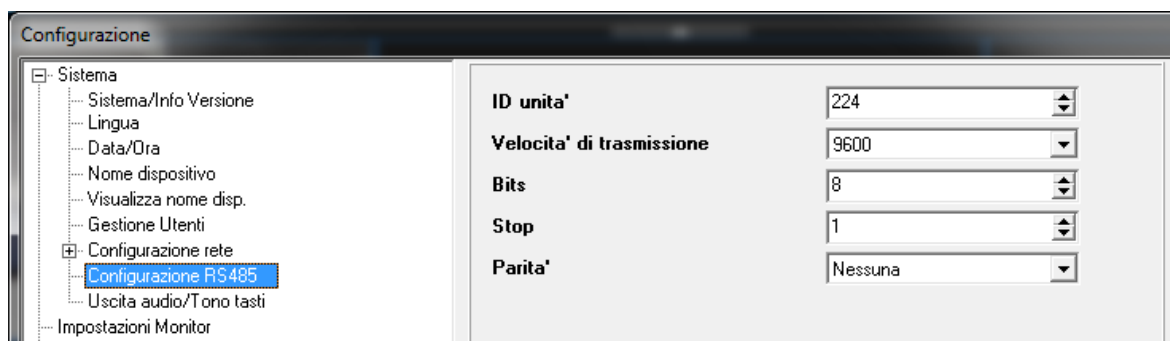 Configurazione
Sistema
Sistema/Info Versione
Lingua
Data/Ora
Nome dispositivo
Visualizza nome disp.
Gestione Utenti
Configurazione rete
Configurazione RS485
Uscita audio/Tono tasti
Impostazioni Monitor
ID unita' 224
Velocita' di trasmissione 9600
Bits 8
Stop 1
Parita' Nessuna